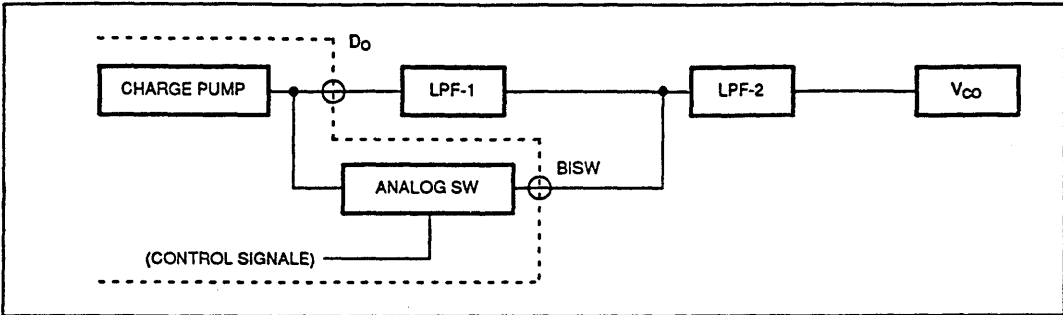 Do
CHARGE PUMP
LPF-1
LPF-2
VCO
BISW
ANALOG SW
(CONTROL SIGNALE)